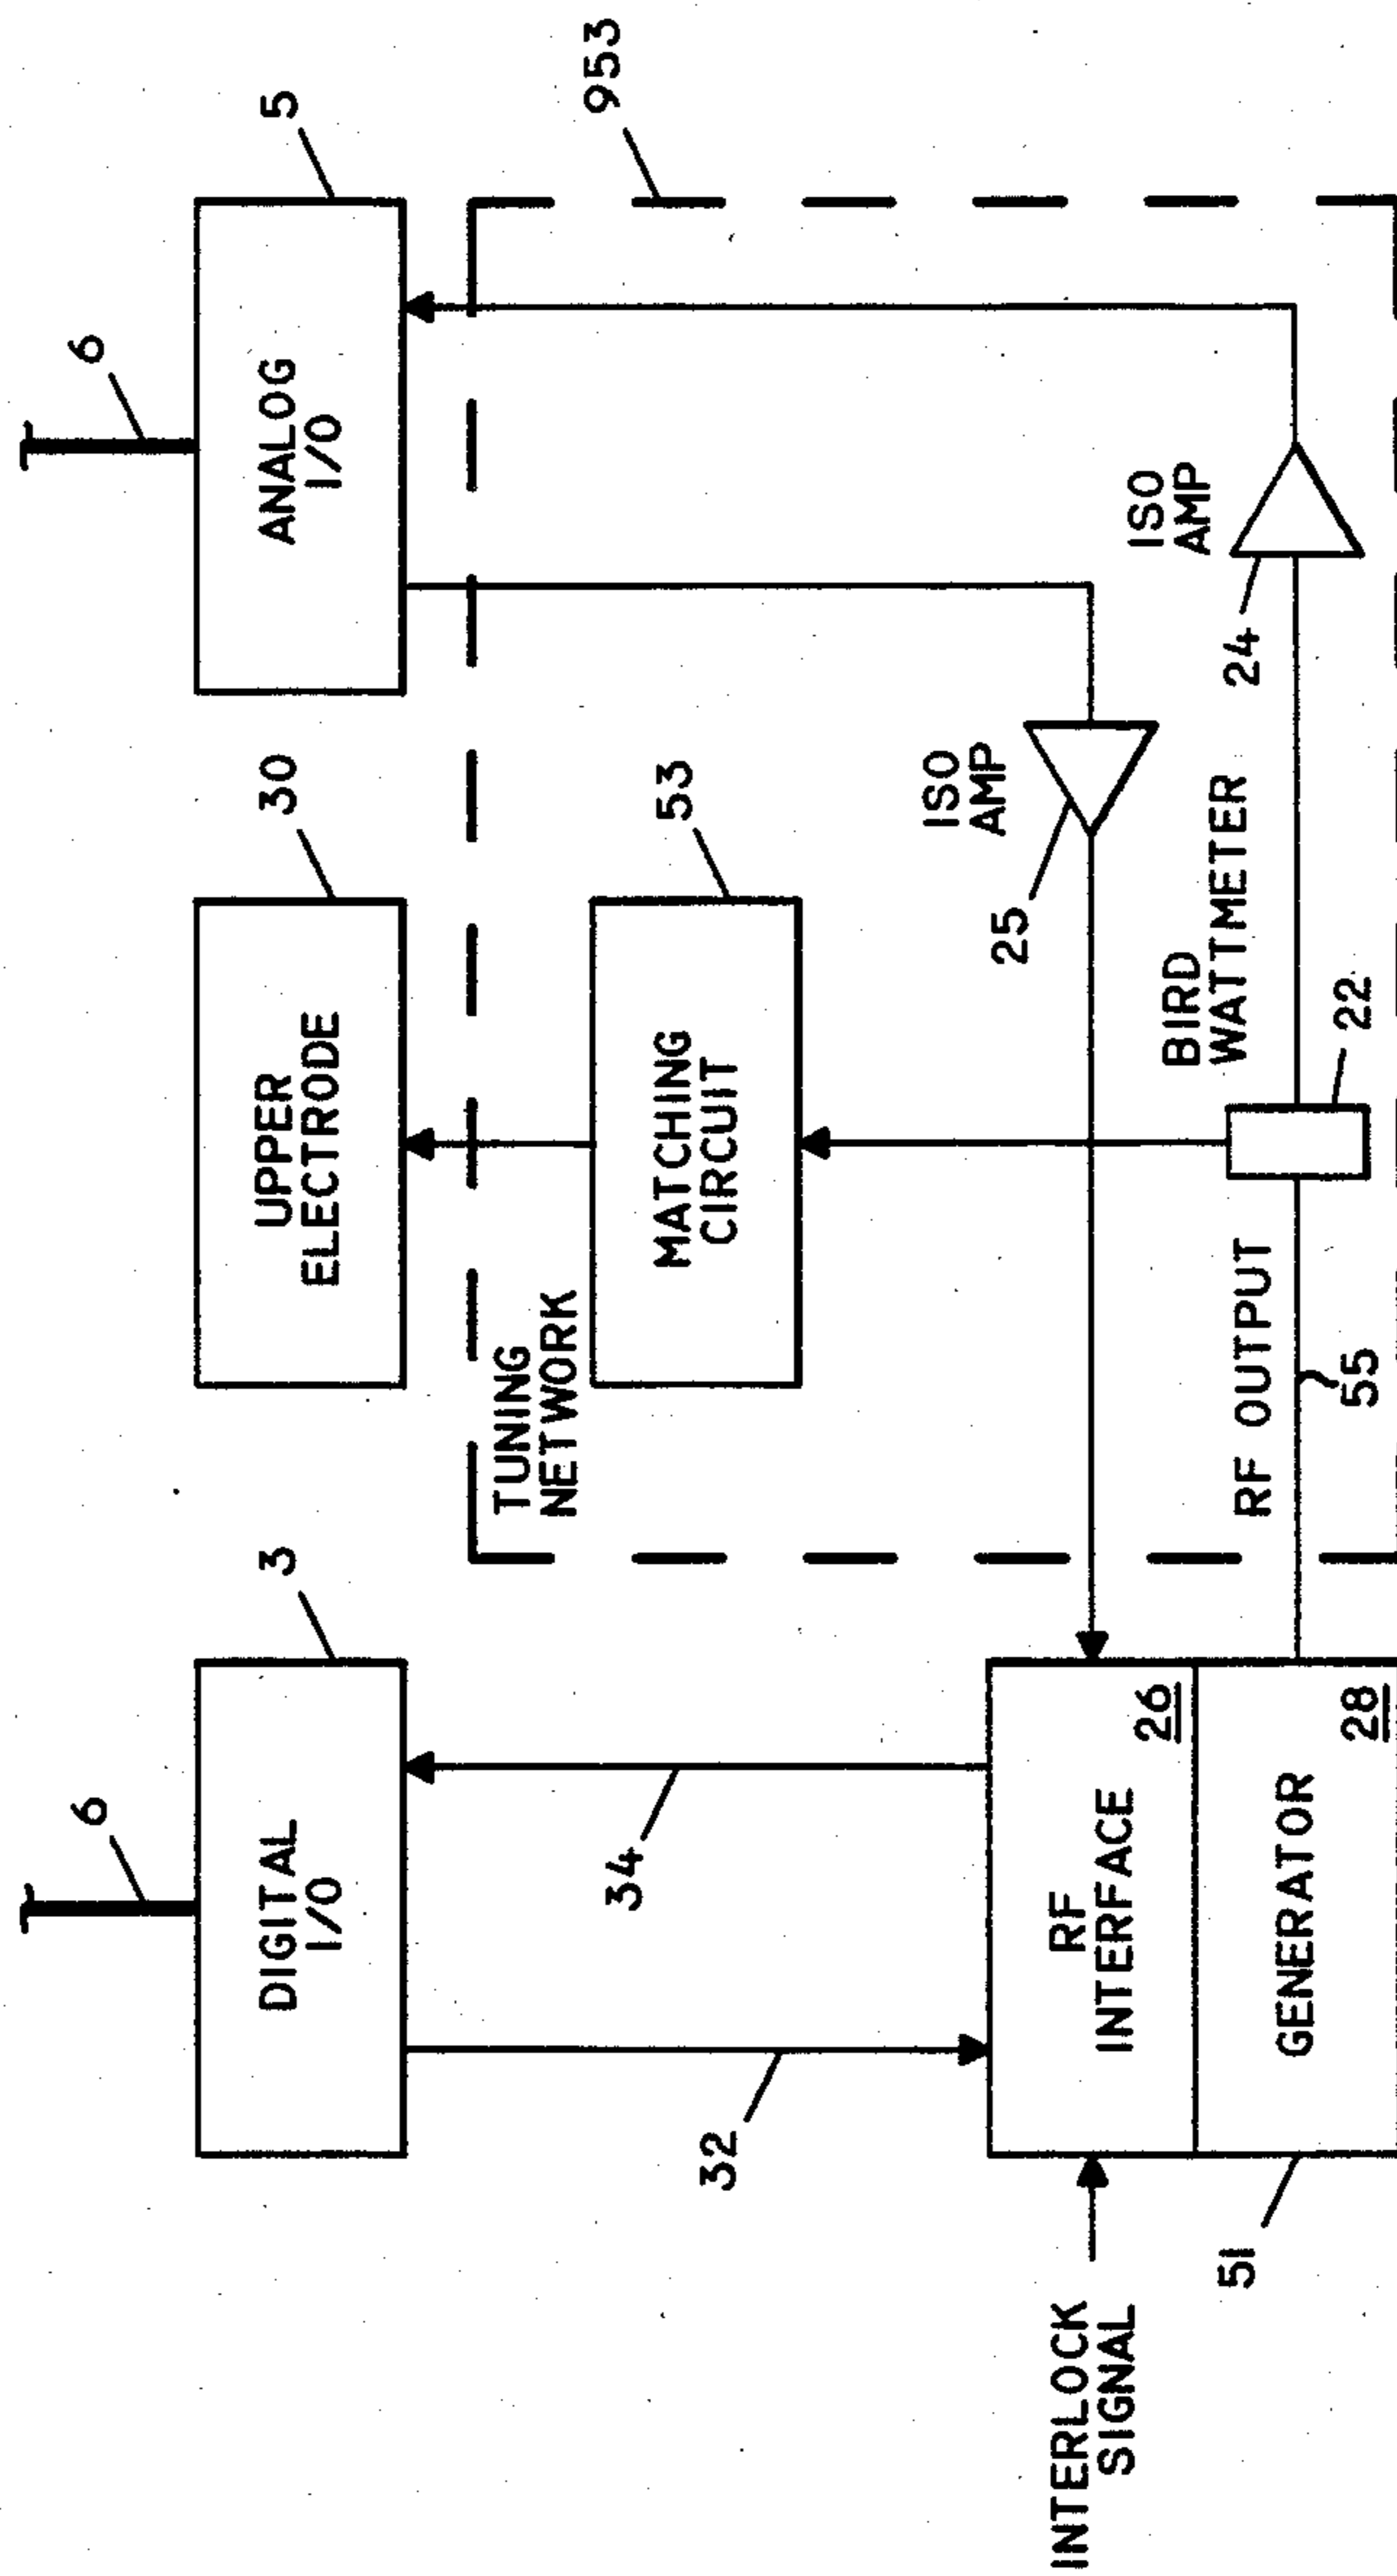 6
6
3
30
5
DIGITAL
I/O
UPPER
ELECTRODE
ANALOG
I/O
953
TUNING
NETWORK
32
34
MATCHING
CIRCUIT
53
25
ISO
AMP
ISO
AMP
24
INTERLOCK
SIGNAL
RF
INTERFACE
26
BIRD
WATTMETER
RF OUTPUT
51
GENERATOR
28
55
22